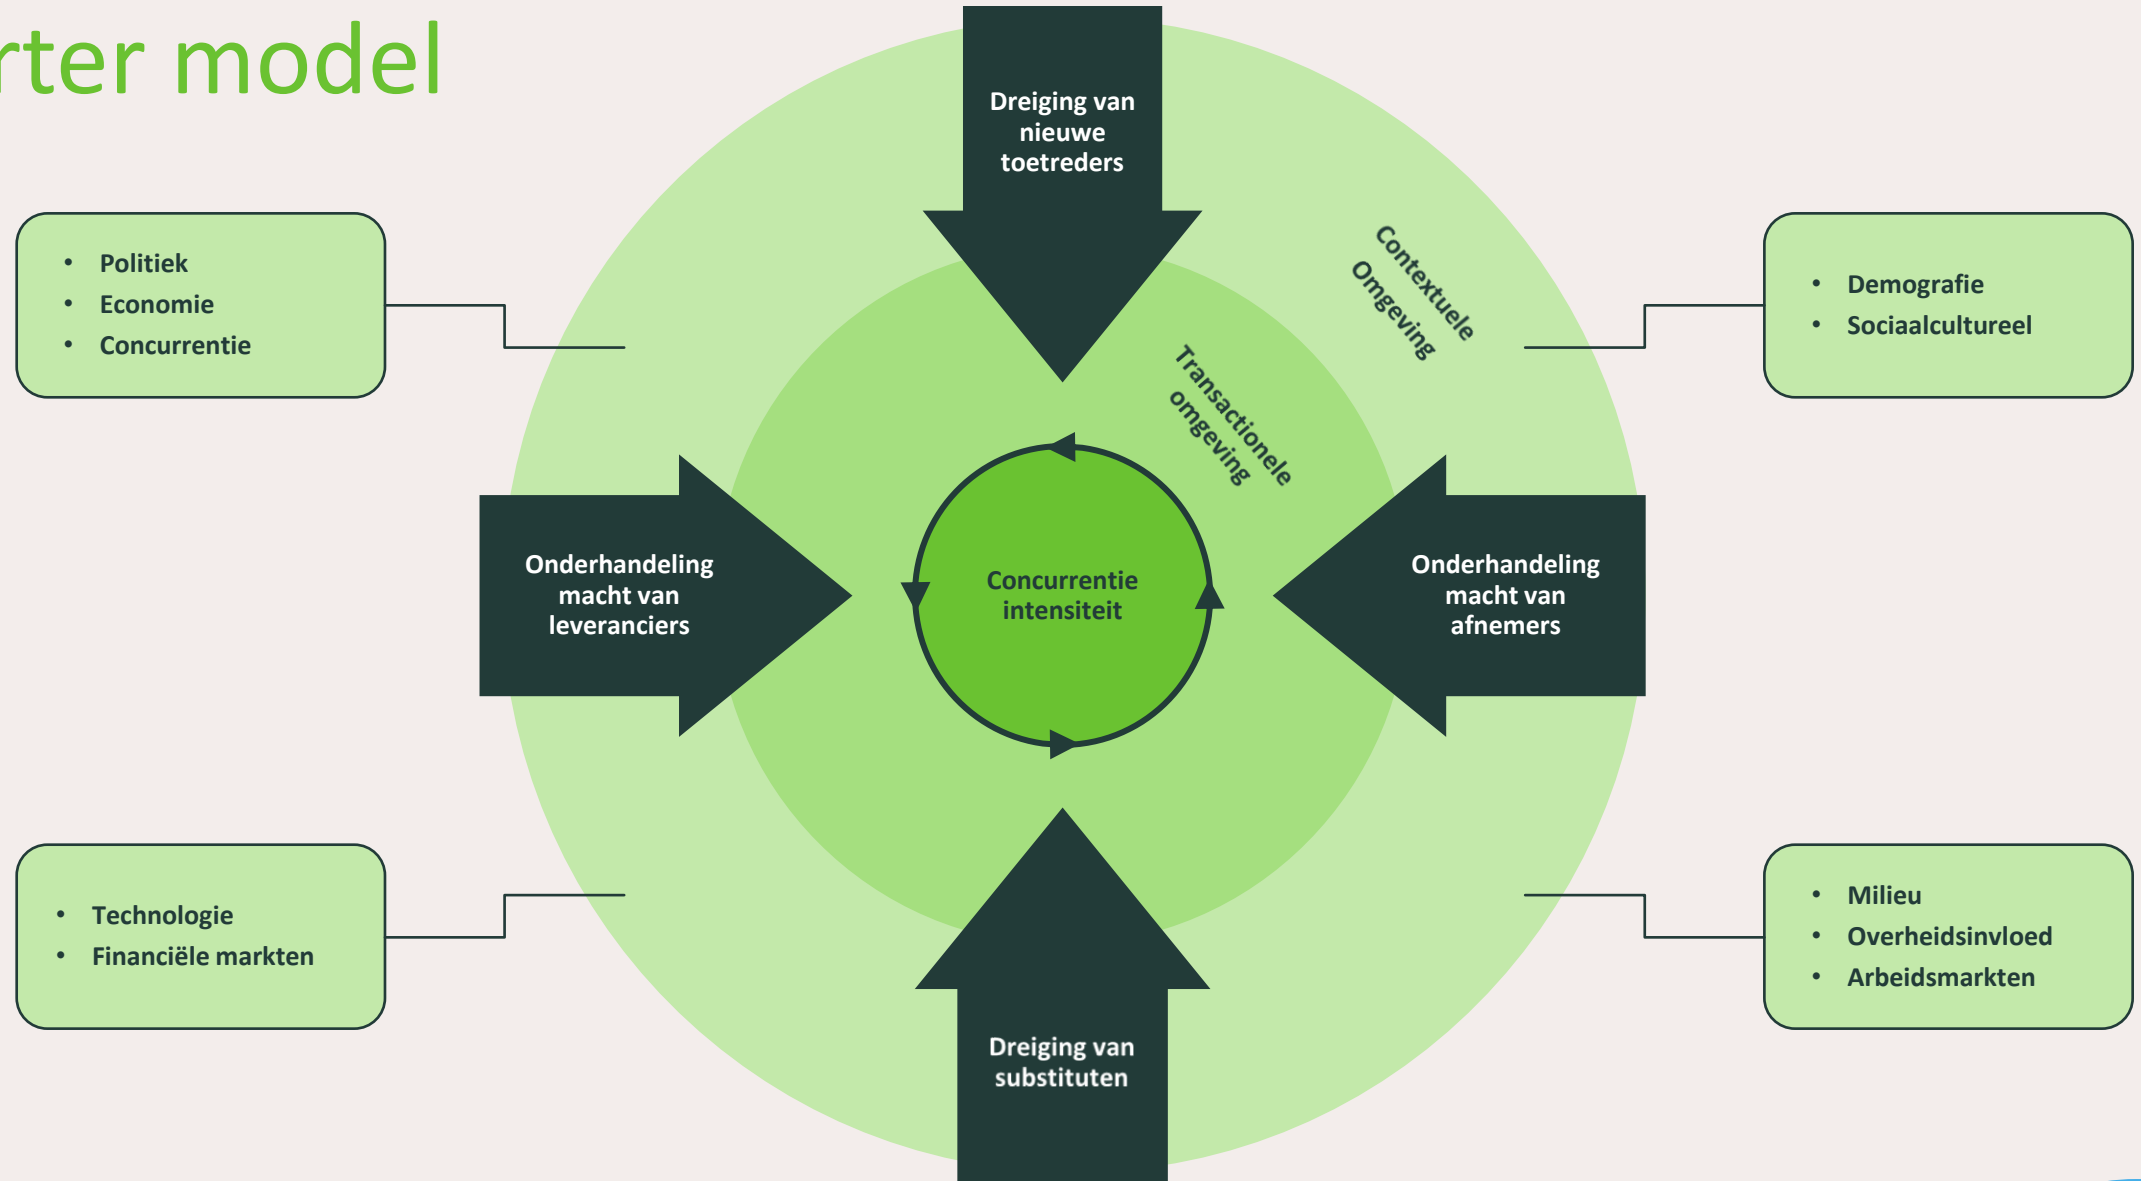 rter model
Dreiging van
nieuwe
toetreders
• Politiek
• Economie
• Concurrentie
Contextuele
Omgeving
• Demografie
• Sociaalcultureel
Transactionele
omgeving
Onderhandeling
macht van
leveranciers
Concurrentie
intensiteit
Onderhandeling
macht van
afnemers
• Technologie
• Financiële markten
• Milieu
• Overheidsinvloed
• Arbeidsmarkten
Dreiging van
substituten